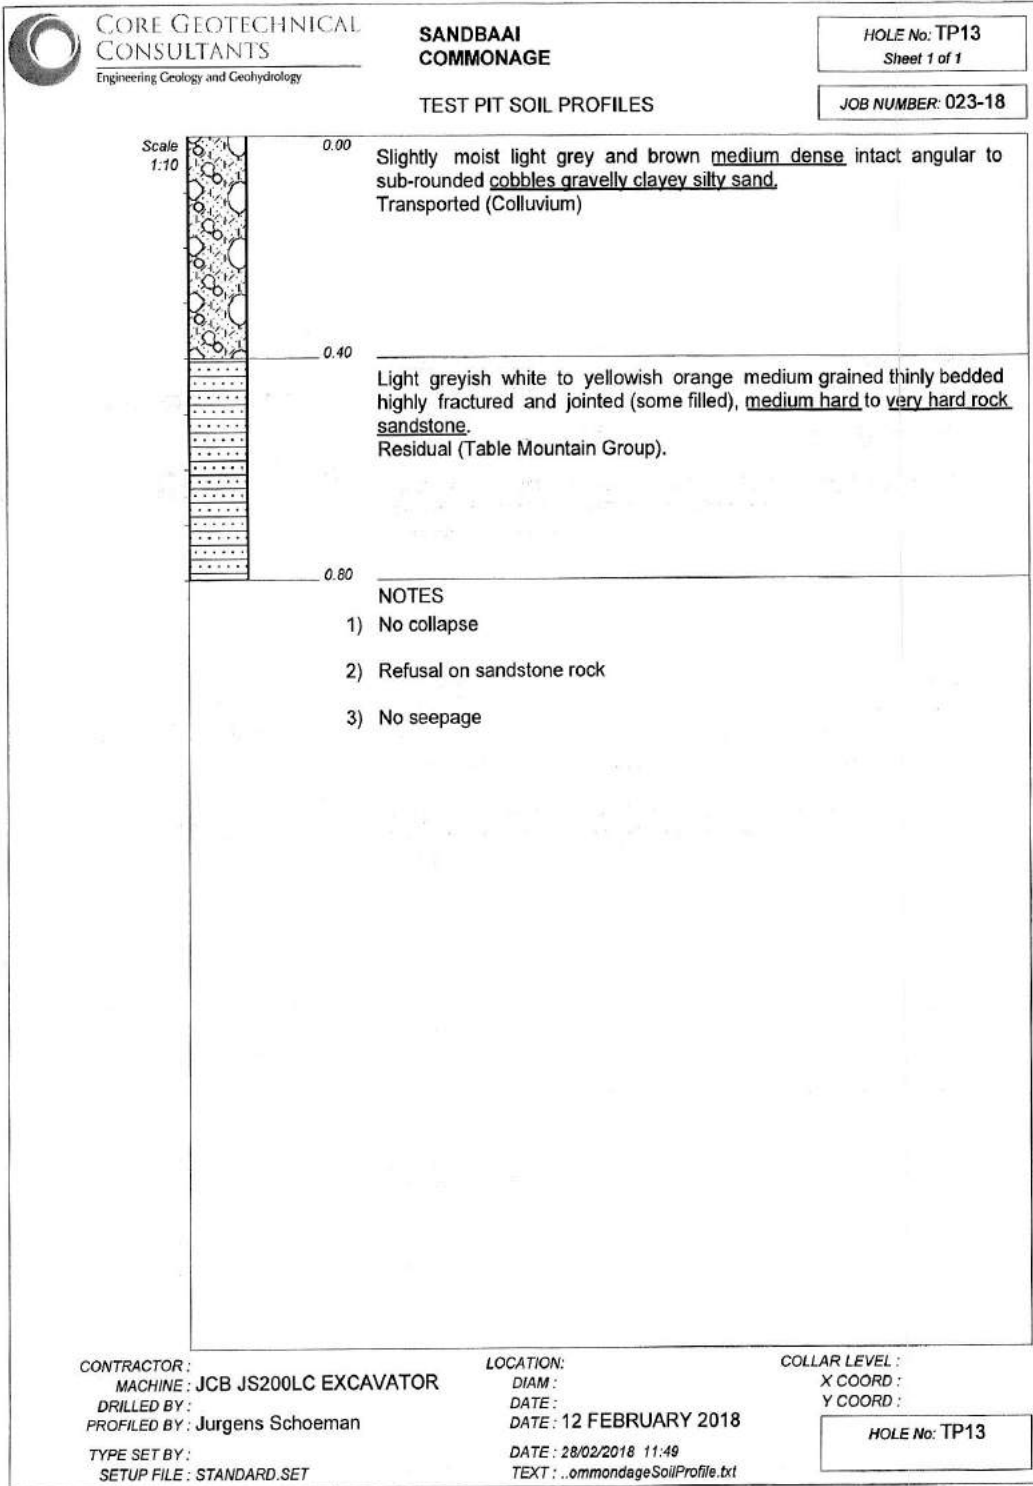 CORE GEOTECHNICAL
CONSULTANTS
Engineering Geology and Geohydrology
SANDBAAI
COMMONAGE
TEST PIT SOIL PROFILES
HOLE No: TP13
Sheet 1 of 1
JOB NUMBER: 023-18
Scale
1:10
0.00
Slightly moist light grey and brown medium dense intact angular to
sub-rounded cobbles gravelly clayey silty sand.
Transported (Colluvium)
0.40
Light greyish white to yellowish orange medium grained thinly bedded
highly fractured and jointed (some filled), medium hard to very hard rock
sandstone.
Residual (Table Mountain Group).
0.80
NOTES
1) No collapse
2) Refusal on sandstone rock
3) No seepage
CONTRACTOR :
MACHINE : JCB JS200LC EXCAVATOR
DRILLED BY :
PROFILED BY : Jurgens Schoeman
TYPE SET BY :
SETUP FILE : STANDARD.SET
LOCATION:
DIAM :
DATE :
DATE : 12 FEBRUARY 2018
DATE : 28/02/2018 11:49
TEXT : ..ommondageSoilProfile.txt
COLLAR LEVEL :
X COORD :
Y COORD :
HOLE No: TP13